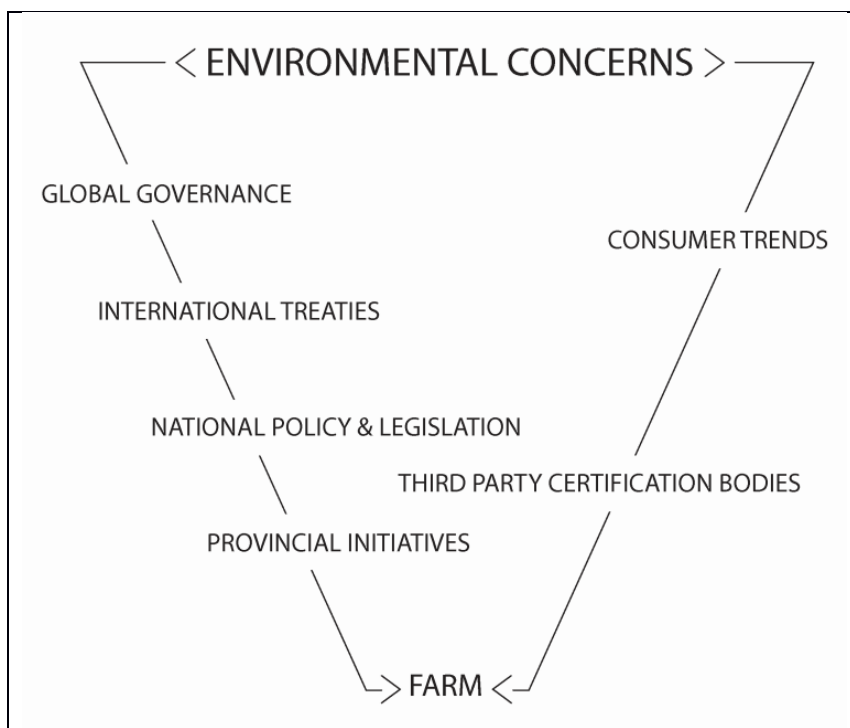 ENVIRONMENTAL CONCERNS
GLOBAL GOVERNANCE
CONSUMER TRENDS
INTERNATIONAL TREATIES
NATIONAL POLICY & LEGISLATION
THIRD PARTY CERTIFICATION BODIES
PROVINCIAL INITIATIVES
FARM